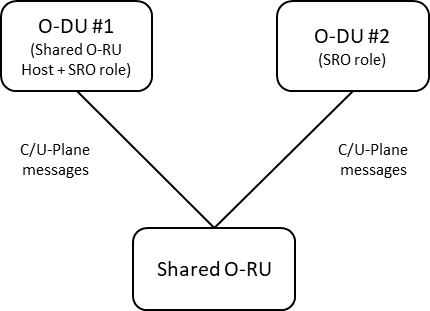 O-DU #1
(Shared O-RU
Host + SRO role)
O-DU #2
(SRO role)
C/U-Plane
messages
C/U-Plane
messages
Shared O-RU